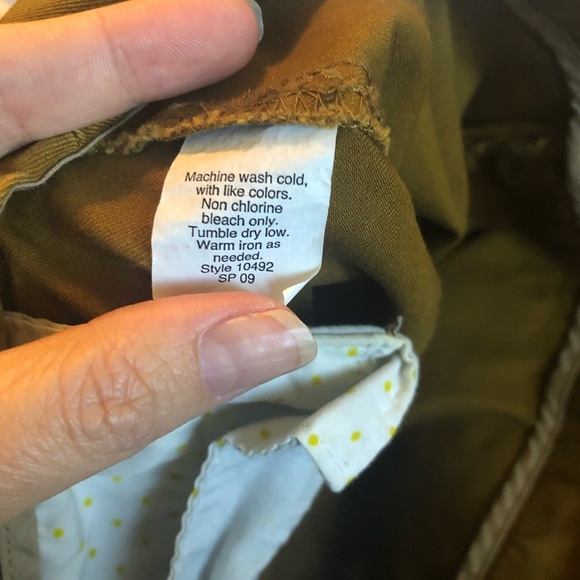 Machine wash cold,
with like colors.
Non chlorine
bleach only.
Tumble dry low.
Warm iron as
needed.
Style 10492
SP 09